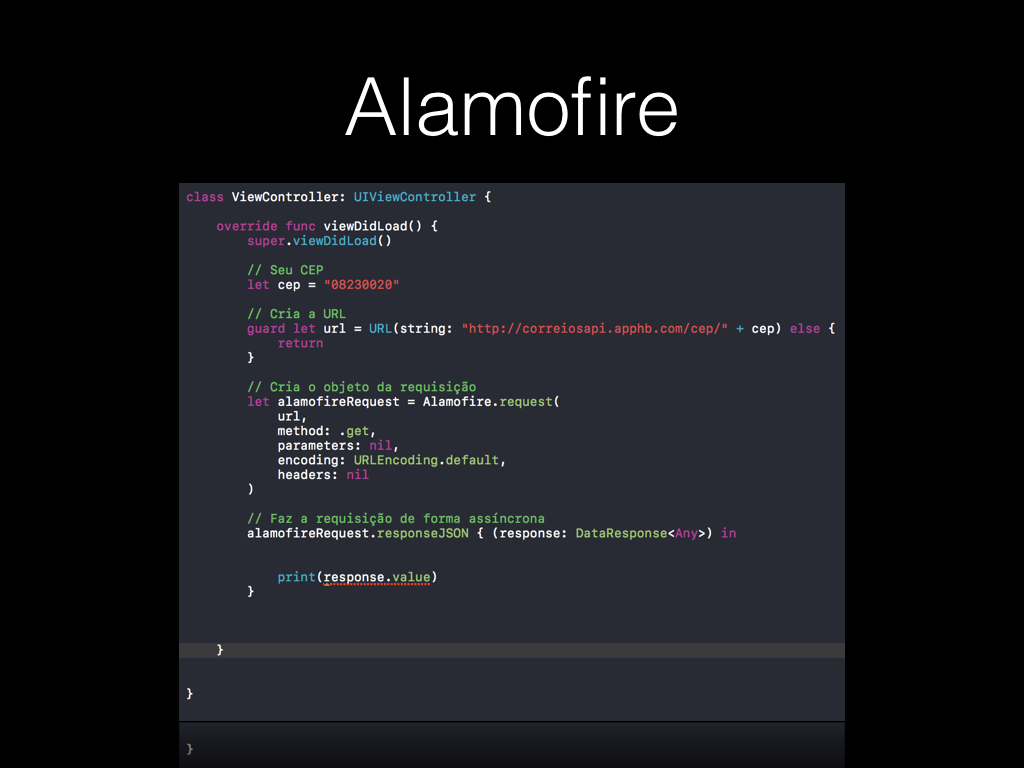 Alamofire
class ViewController: UIViewController {
override func viewDidLoad() {
super.viewDidLoad()
// Seu CEP
let cep = "08230020"
// Cria a URL
guard let url = URL(string: "http://correiosapi.apphb.com/cep/" + cep) else {
return
}
// Cria o objeto da requisição
let alamofireRequest = Alamofire.request(
url,
method: .get,
parameters: nil,
encoding: URLEncoding.default,
headers: nil
)
// Faz a requisição de forma assíncrona
alamofireRequest.responseJSON { (response: DataResponse<Any>) in
print(response.value)
}
}
}